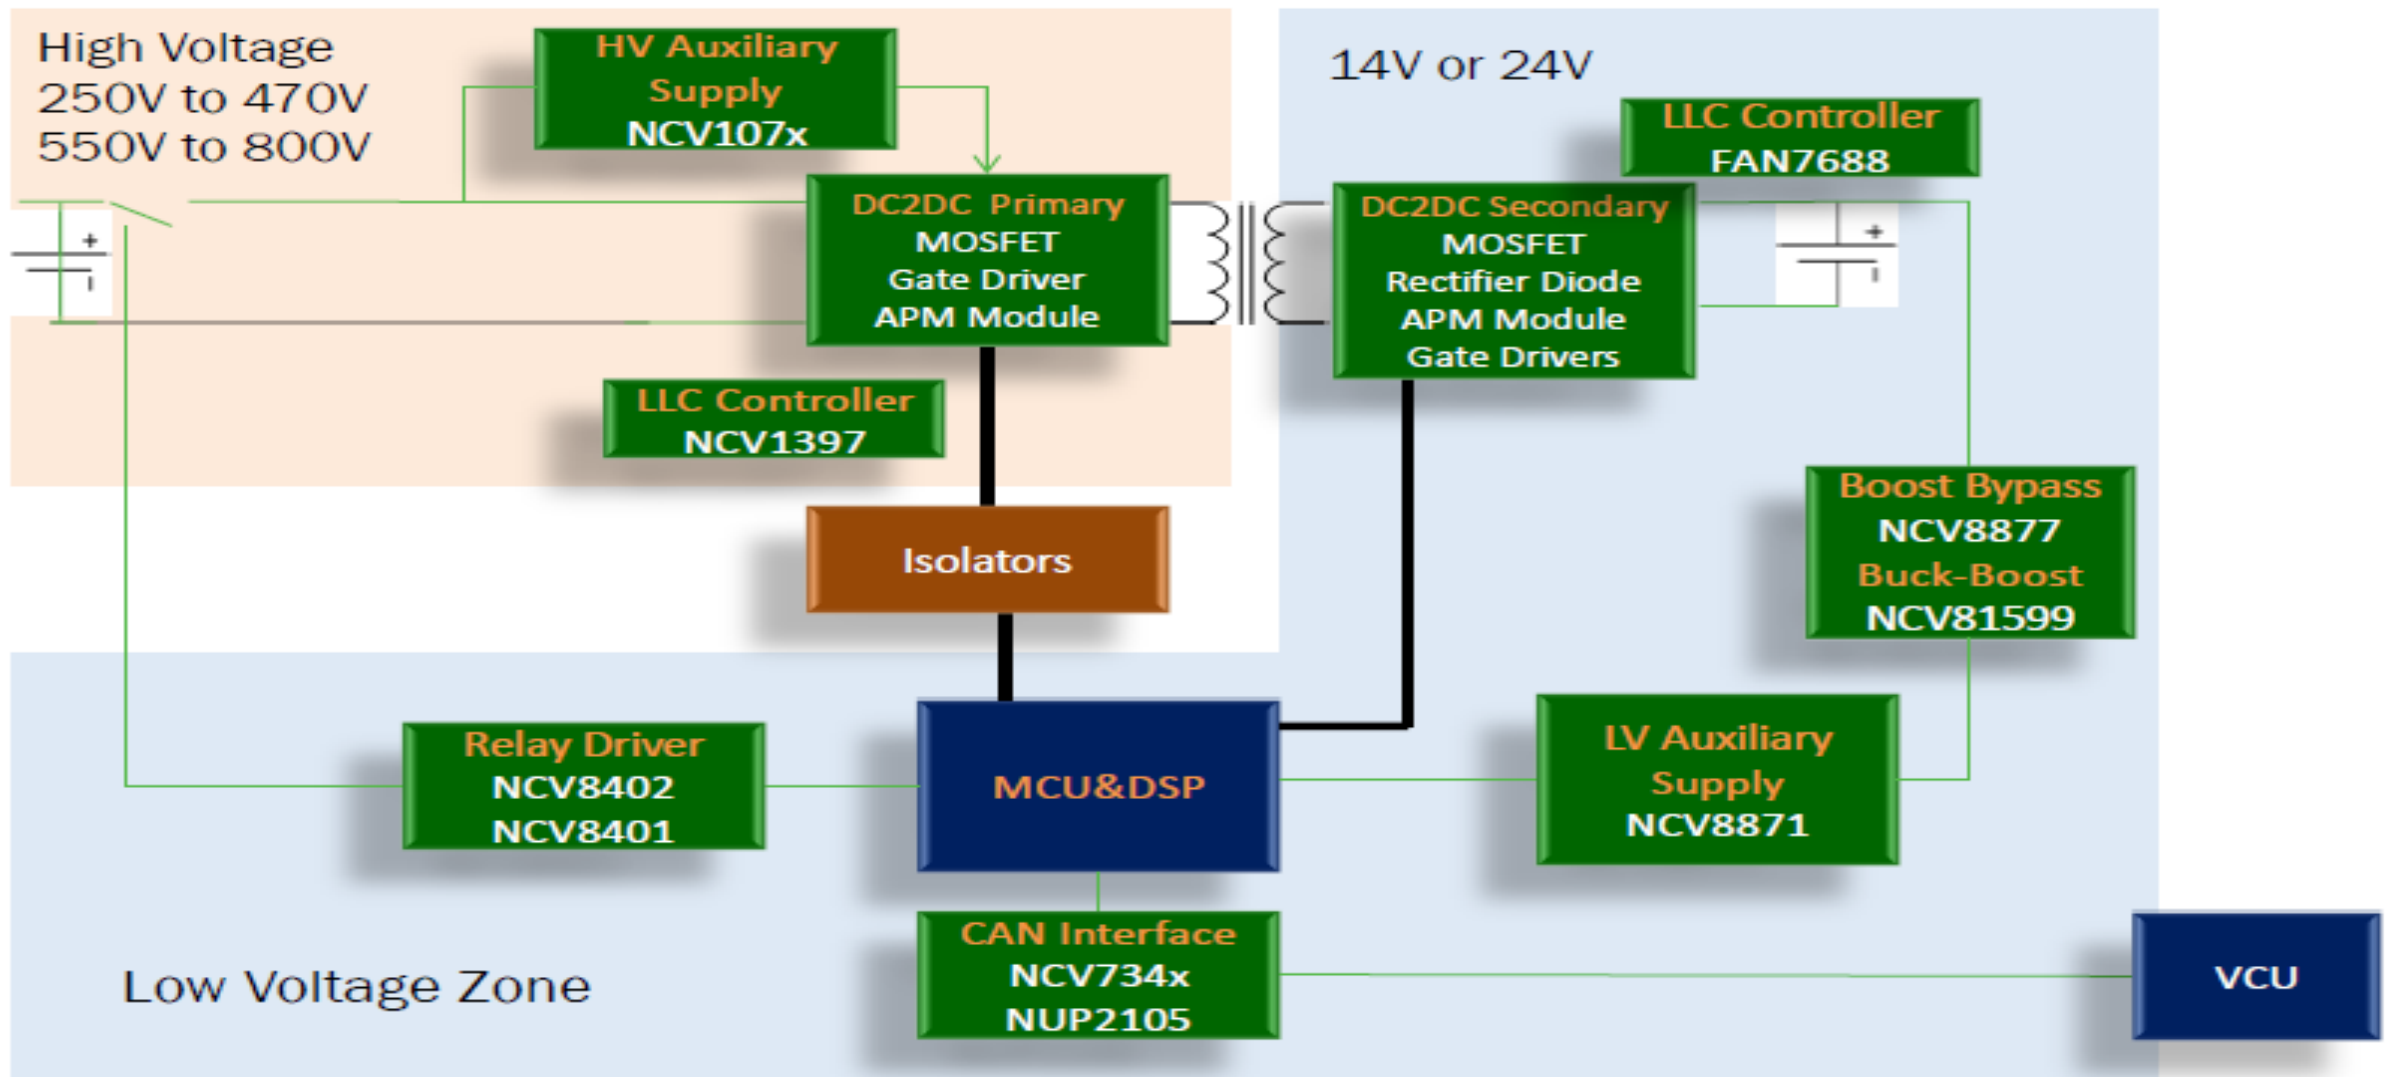 High Voltage
250V to 470V
550V to 800V
HV Auxiliary
Supply
NCV107x
14V or 24V
LLC Controller
FAN7688
DC2DC Primary
MOSFET
Gate Driver
APM Module
DC2DC Secondary
MOSFET
Rectifier Diode
APM Module
Gate Drivers
+
–
+
–
LLC Controller
NCV1397
Isolators
Boost Bypass
NCV8877
Buck-Boost
NCV81599
Relay Driver
NCV8402
NCV8401
MCU&DSP
LV Auxiliary
Supply
NCV8871
CAN Interface
NCV734x
NUP2105
VCU
Low Voltage Zone